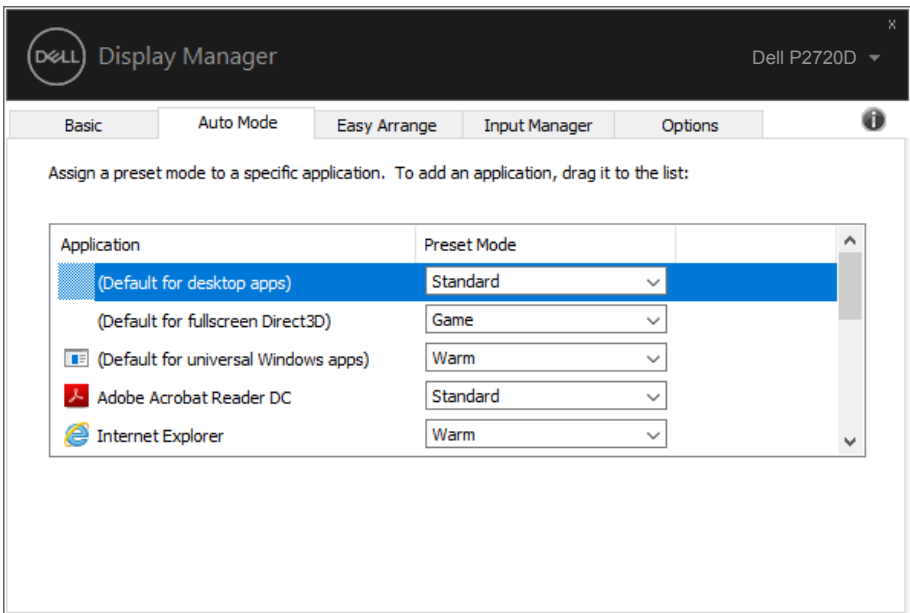 x
DELL Display Manager Dell P2720D
Basic Auto Mode Easy Arrange Input Manager Options
Assign a preset mode to a specific application. To add an application, drag it to the list:
Application Preset Mode
(Default for desktop apps) Standard
(Default for fullscreen Direct3D) Game
(Default for universal Windows apps) Warm
Adobe Acrobat Reader DC Standard
Internet Explorer Warm